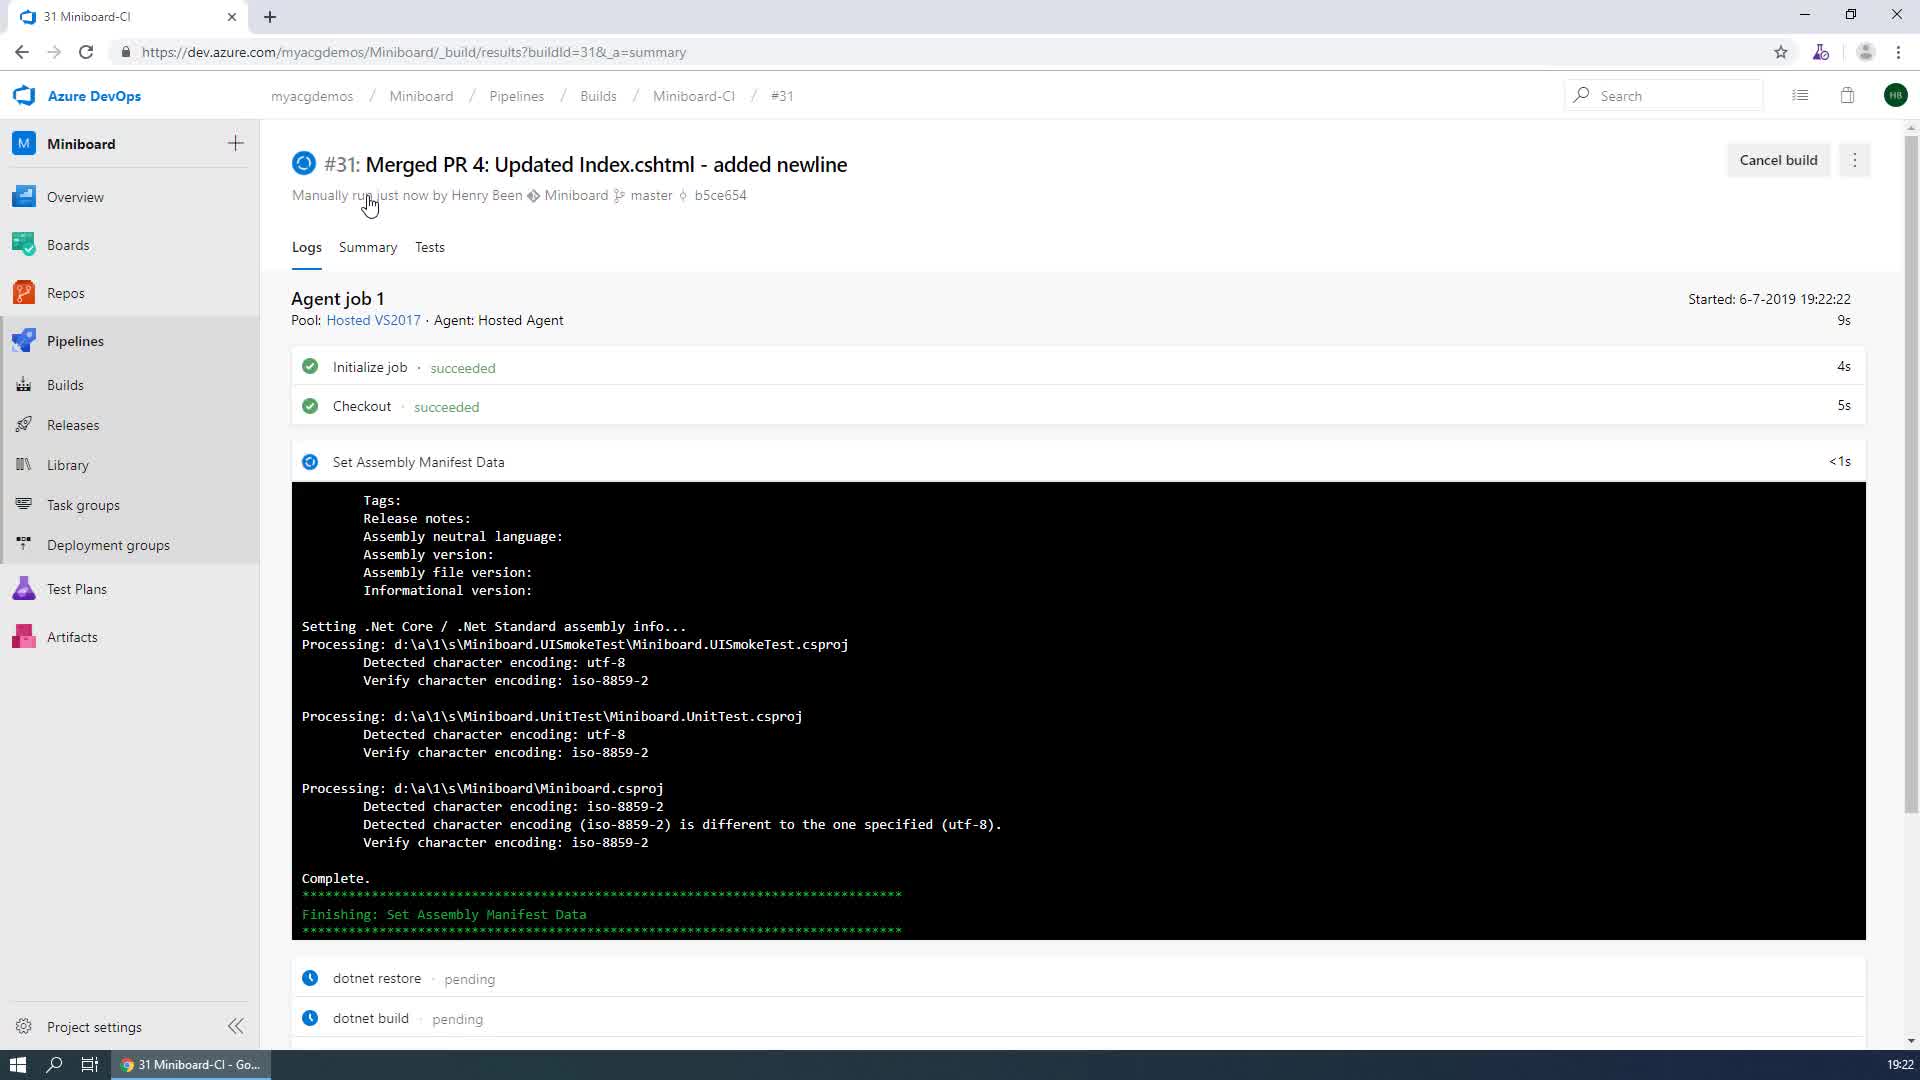 31 Miniboard-CI
https://dev.azure.com/myacgdemos/Miniboard/_build/results?buildId=31&_a=summary
Azure DevOps
myacgdemos / Miniboard / Pipelines / Builds / Miniboard-CI / #31
Search
HB
M Miniboard
Overview
Boards
Repos
Pipelines
Builds
Releases
Library
Task groups
Deployment groups
Test Plans
Artifacts
Project settings
#31: Merged PR 4: Updated Index.cshtml - added newline
Cancel build
Manually run just now by Henry Been Miniboard master b5ce654
Logs Summary Tests
Agent job 1
Started: 6-7-2019 19:22:22
Pool: Hosted VS2017 · Agent: Hosted Agent
9s
Initialize job · succeeded 4s
Checkout · succeeded 5s
Set Assembly Manifest Data <1s
Tags:
Release notes:
Assembly neutral language:
Assembly version:
Assembly file version:
Informational version:
Setting .Net Core / .Net Standard assembly info...
Processing: d:\a\1\s\Miniboard.UISmokeTest\Miniboard.UISmokeTest.csproj
Detected character encoding: utf-8
Verify character encoding: iso-8859-2
Processing: d:\a\1\s\Miniboard.UnitTest\Miniboard.UnitTest.csproj
Detected character encoding: utf-8
Verify character encoding: iso-8859-2
Processing: d:\a\1\s\Miniboard\Miniboard.csproj
Detected character encoding: iso-8859-2
Detected character encoding (iso-8859-2) is different to the one specified (utf-8).
Verify character encoding: iso-8859-2
Complete.
******************************************************************************
Finishing: Set Assembly Manifest Data
******************************************************************************
dotnet restore · pending
dotnet build · pending
31 Miniboard-CI - Go...
19:22